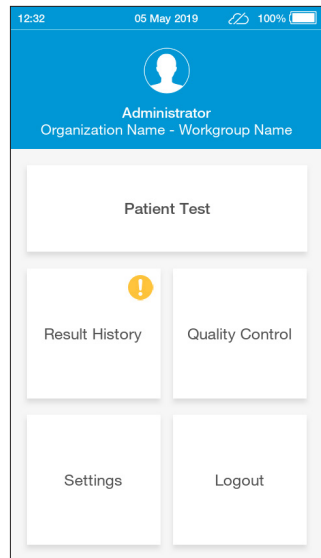 12:32 05 May 2019 100%
Administrator
Organization Name - Workgroup Name
Patient Test
!
Result History
Quality Control
Settings
Logout